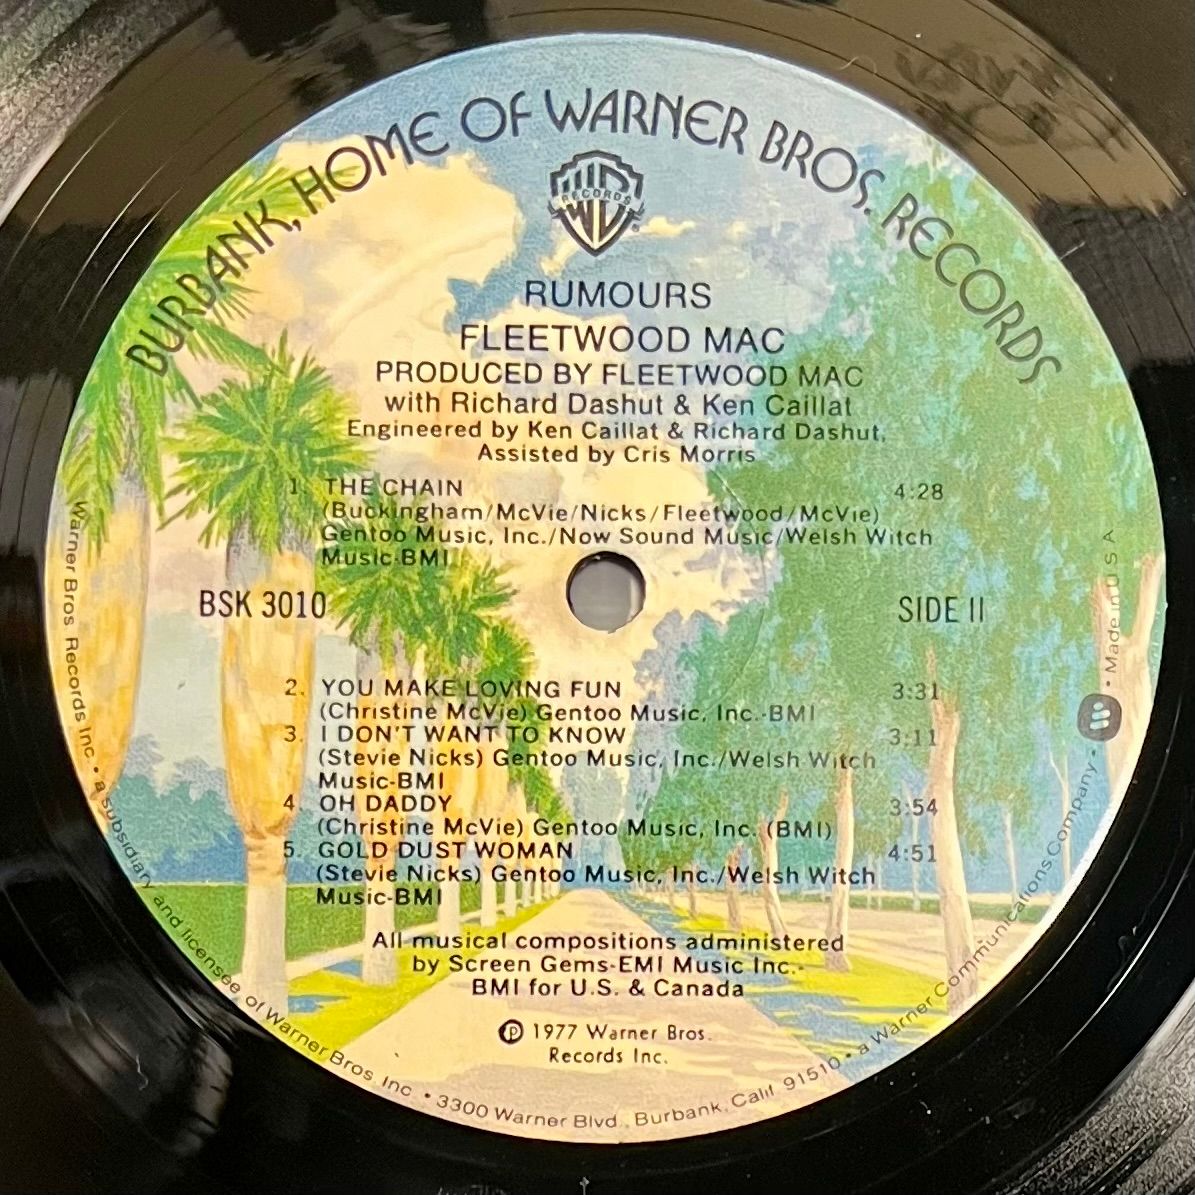 BURBANK, HOME OF WARNER BROS. RECORDS
WB
RECORDS
®
RUMOURS
FLEETWOOD MAC
PRODUCED BY FLEETWOOD MAC
with Richard Dashut & Ken Caillat
Engineered by Ken Caillat & Richard Dashut,
Assisted by Cris Morris
1. THE CHAIN 4:28
(Buckingham/McVie/Nicks/Fleetwood/McVie)
Gentoo Music, Inc./Now Sound Music/Welsh Witch
Music-BMI
BSK 3010 SIDE II
2. YOU MAKE LOVING FUN 3:31
(Christine McVie) Gentoo Music, Inc.-BMI
3. I DON'T WANT TO KNOW 3:11
(Stevie Nicks) Gentoo Music, Inc./Welsh Witch
Music-BMI
4. OH DADDY 3:54
(Christine McVie) Gentoo Music, Inc. (BMI)
5. GOLD DUST WOMAN 4:51
(Stevie Nicks) Gentoo Music, Inc./Welsh Witch
Music-BMI
All musical compositions administered
by Screen Gems-EMI Music Inc.-
BMI for U.S. & Canada
℗ 1977 Warner Bros.
Records Inc.
Warner Bros. Records Inc. • a subsidiary and licensee of Warner Bros. Inc. • 3300 Warner Blvd., Burbank, Calif. 91510 • a Warner Communications Company • Made in U.S.A.